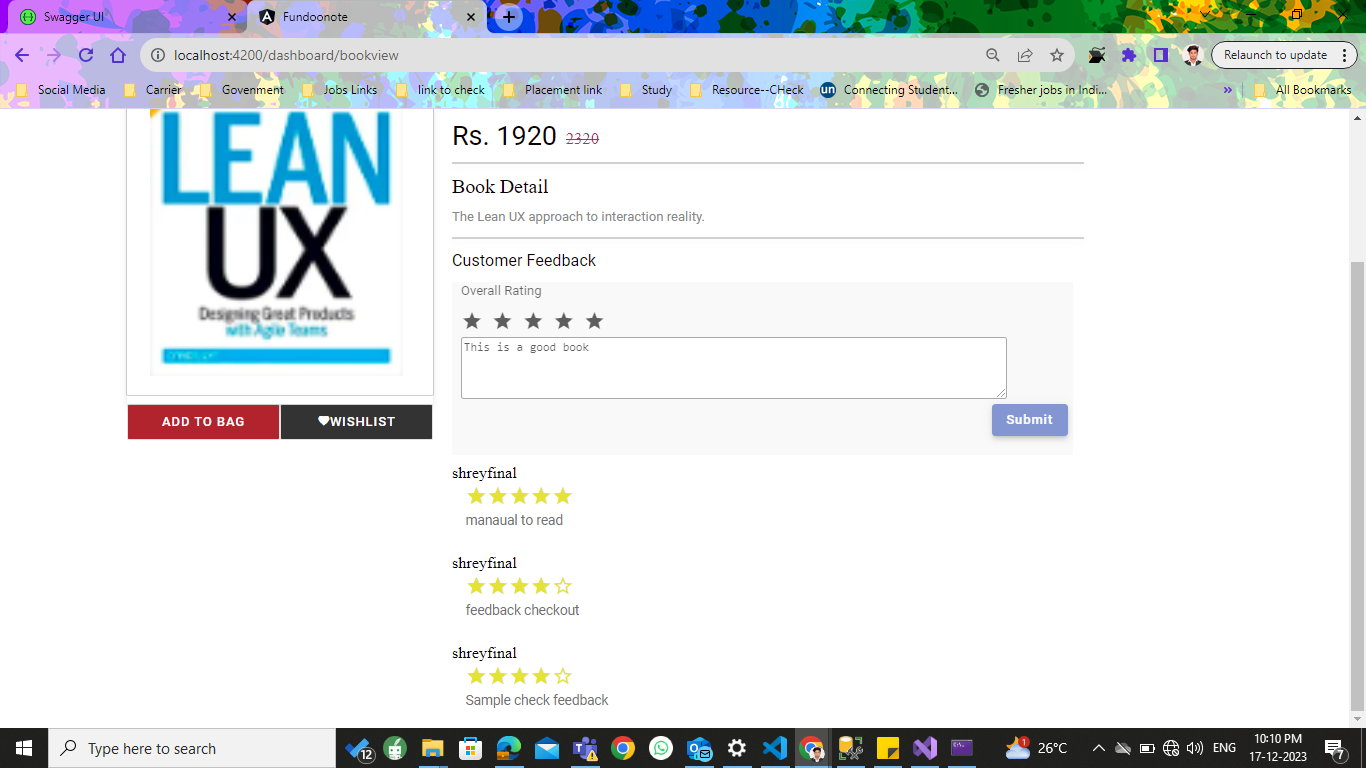 Swagger UI
Fundoonote
localhost:4200/dashboard/bookview
Relaunch to update
Social Media
Carrier
Govenment
Jobs Links
link to check
Placement link
Study
Resource--CHeck
un
Connecting Student...
Fresher jobs in Indi...
»
All Bookmarks
LEAN
UX
Designing Great Products
with Agile Teams
ADD TO BAG
WISHLIST
Rs. 1920 2320
Book Detail
The Lean UX approach to interaction reality.
Customer Feedback
Overall Rating
This is a good book
Submit
shreyfinal
manaual to read
shreyfinal
feedback checkout
shreyfinal
Sample check feedback
Type here to search
12
1
26°C
ENG
10:10 PM
17-12-2023
7